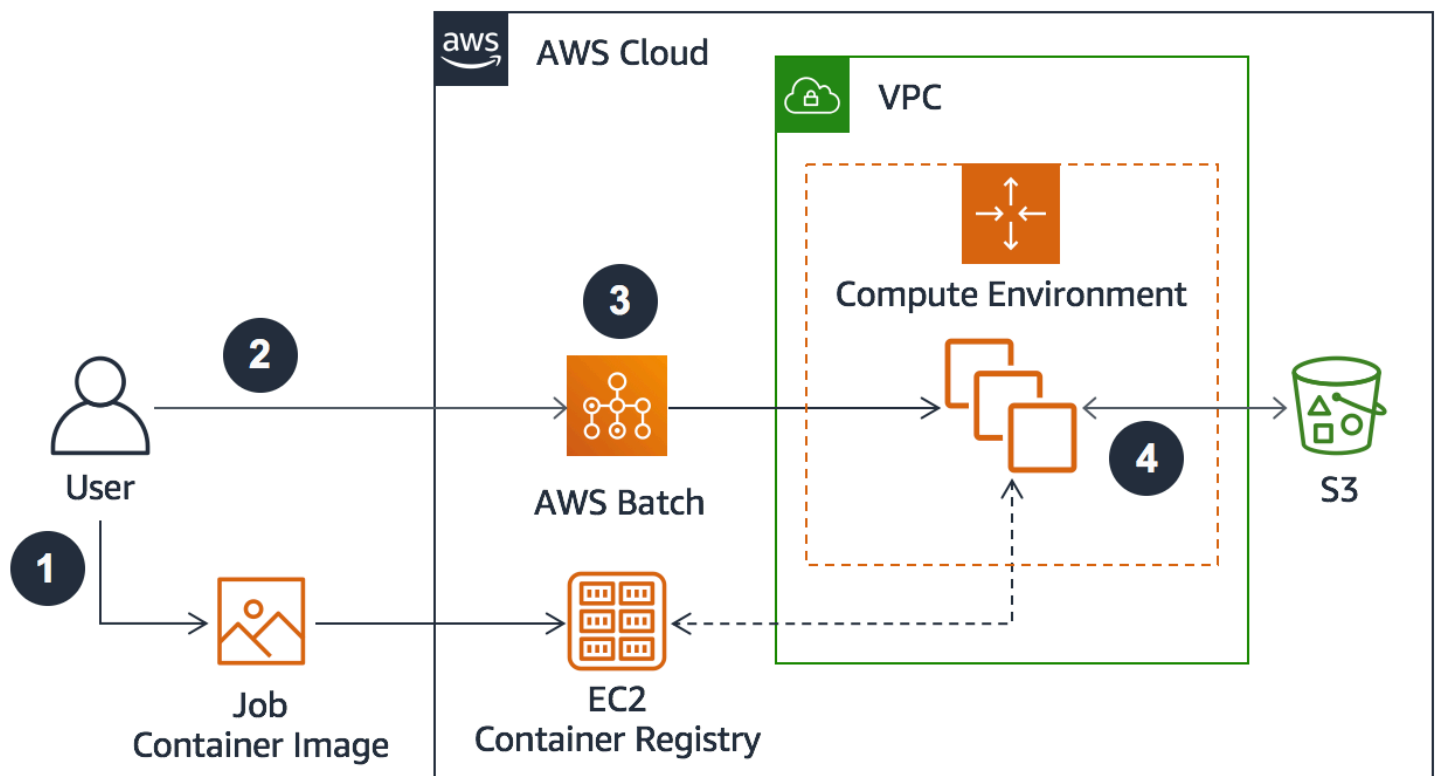 aws
AWS Cloud
VPC
3
Compute Environment
2
User
AWS Batch
4
S3
1
Job
Container Image
EC2
Container Registry